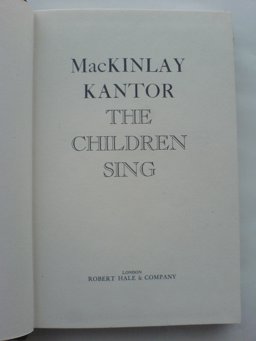 MacKINLAY
KANTOR
THE
CHILDREN
SING
LONDON
ROBERT HALE & COMPANY